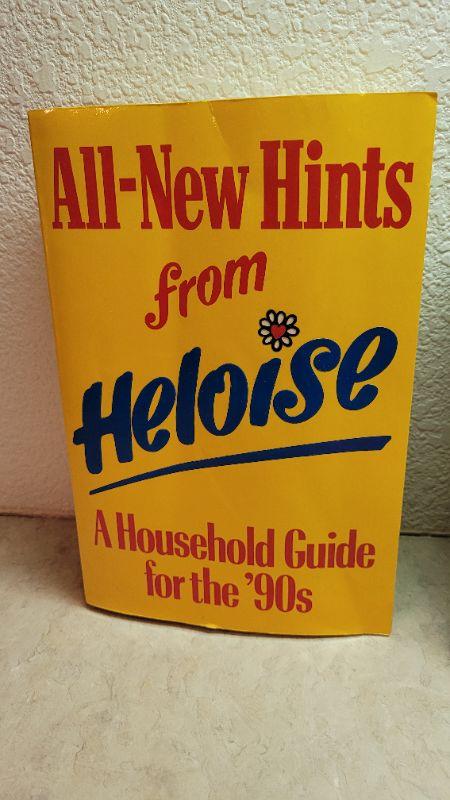 All-New Hints
from
Heloise
A Household Guide
for the '90s